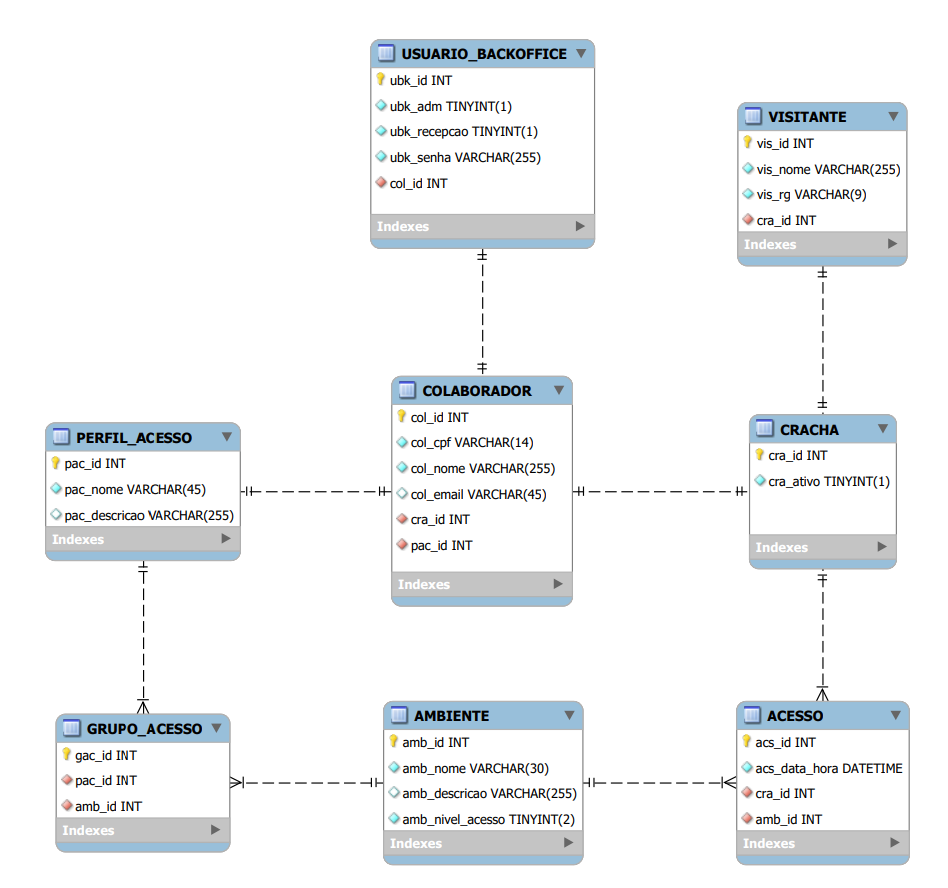 USUARIO_BACKOFFICE
ubk_id INT
ubk_adm TINYINT(1)
ubk_recepcao TINYINT(1)
ubk_senha VARCHAR(255)
col_id INT
Indexes
VISITANTE
vis_id INT
vis_nome VARCHAR(255)
vis_rg VARCHAR(9)
cra_id INT
Indexes
PERFIL_ACESSO
pac_id INT
pac_nome VARCHAR(45)
pac_descricao VARCHAR(255)
Indexes
COLABORADOR
col_id INT
col_cpf VARCHAR(14)
col_nome VARCHAR(255)
col_email VARCHAR(45)
cra_id INT
pac_id INT
Indexes
CRACHA
cra_id INT
cra_ativo TINYINT(1)
Indexes
GRUPO_ACESSO
gac_id INT
pac_id INT
amb_id INT
Indexes
AMBIENTE
amb_id INT
amb_nome VARCHAR(30)
amb_descricao VARCHAR(255)
amb_nivel_acesso TINYINT(2)
Indexes
ACESSO
acs_id INT
acs_data_hora DATETIME
cra_id INT
amb_id INT
Indexes